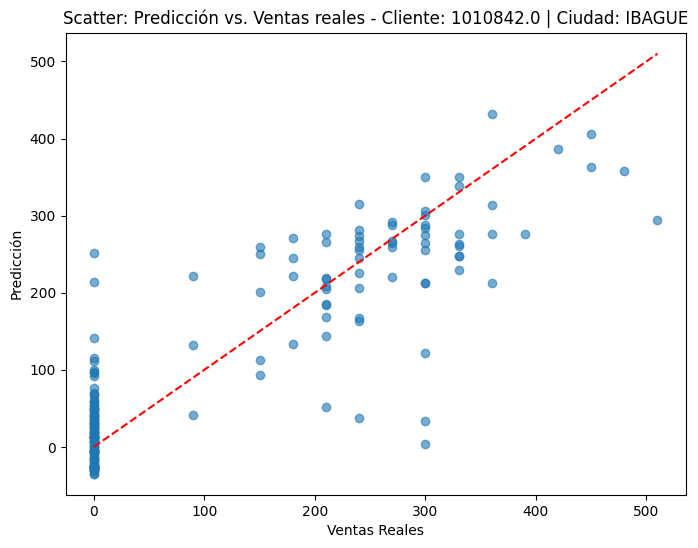 Scatter: Predicción vs. Ventas reales - Cliente: 1010842.0 | Ciudad: IBAGUE
500
400
300
200
100
0
Predicción
0 100 200 300 400 500
Ventas Reales